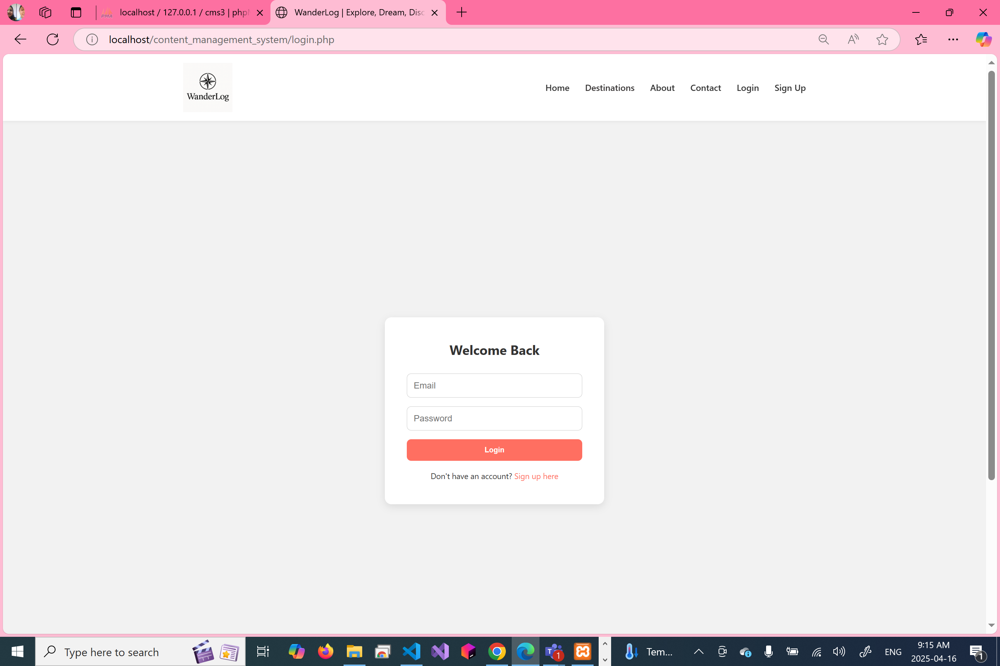 localhost / 127.0.0.1 / cms3 | php
WanderLog | Explore, Dream, Disc
localhost/content_management_system/login.php
WanderLog
Home Destinations About Contact Login Sign Up
Welcome Back
Email
Password
Login
Don't have an account? Sign up here
Type here to search
1
Tem...
ENG
9:15 AM
2025-04-16
1